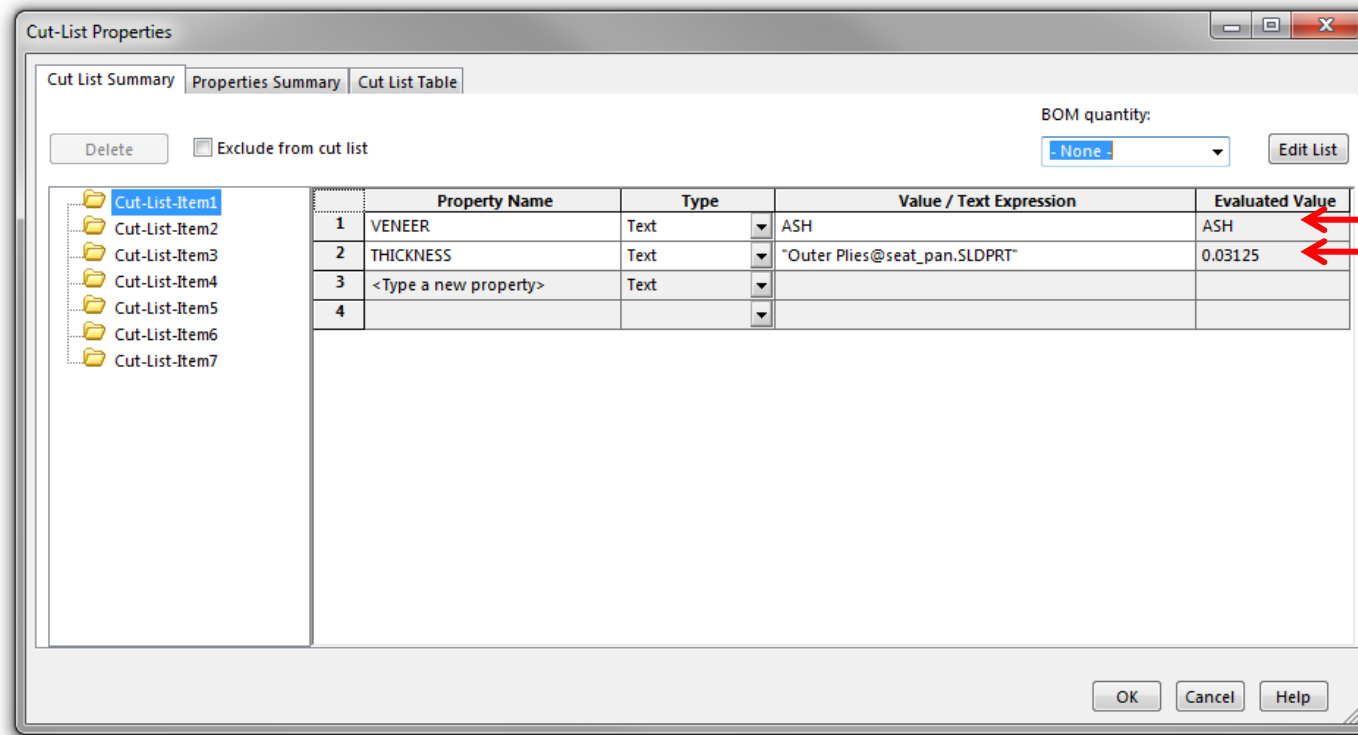 Cut-List Properties
Cut List Summary Properties Summary Cut List Table
BOM quantity:
Delete Exclude from cut list - None - Edit List
Cut-List-Item1
Cut-List-Item2
Cut-List-Item3
Cut-List-Item4
Cut-List-Item5
Cut-List-Item6
Cut-List-Item7
Property Name Type Value / Text Expression Evaluated Value
1 VENEER Text ASH ASH
2 THICKNESS Text "Outer Plies@seat_pan.SLDPRT" 0.03125
3 <Type a new property> Text
4
OK Cancel Help